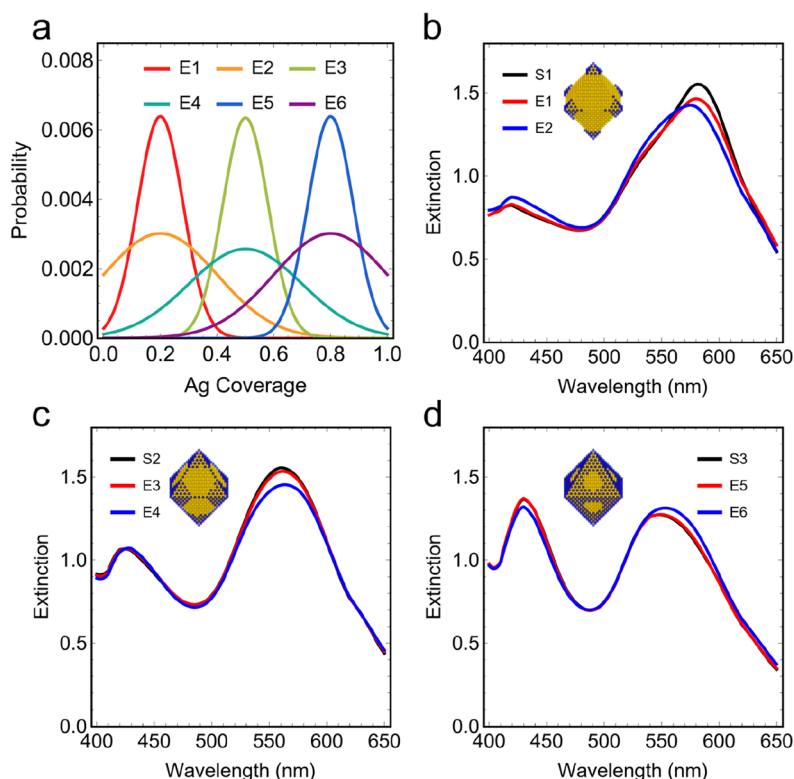 a
0.008
0.006
0.004
0.002
0.000
Probability
E1 E2 E3
E4 E5 E6
0.0 0.2 0.4 0.6 0.8 1.0
Ag Coverage
b
1.5
1.0
0.5
0.0
Extinction
S1
E1
E2
400 450 500 550 600 650
Wavelength (nm)
c
1.5
1.0
0.5
0.0
Extinction
S2
E3
E4
400 450 500 550 600 650
Wavelength (nm)
d
1.5
1.0
0.5
0.0
Extinction
S3
E5
E6
400 450 500 550 600 650
Wavelength (nm)